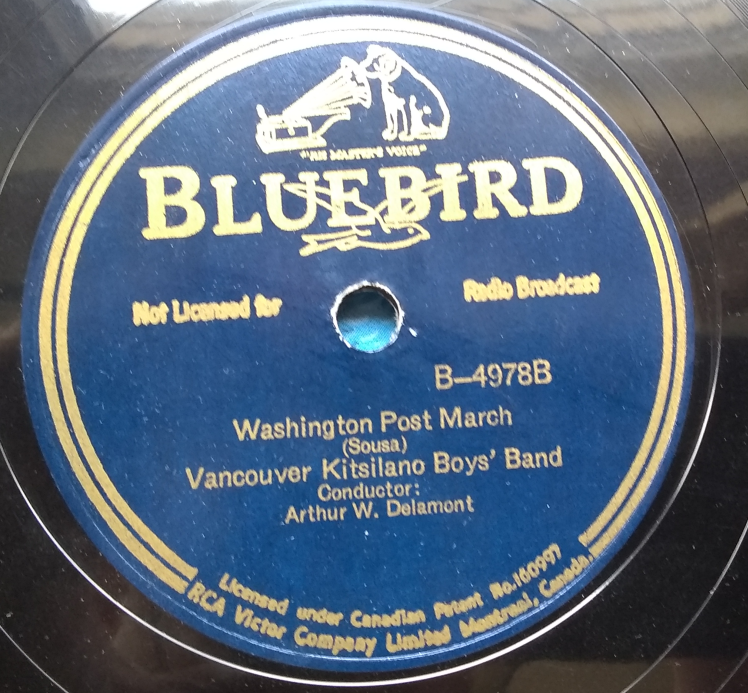 "HIS MASTER'S VOICE"
BLUEBIRD
Not Licensed for Radio Broadcast
B–4978B
Washington Post March
(Sousa)
Vancouver Kitsilano Boys' Band
Conductor:
Arthur W. Delamont
Licensed under Canadian Patent No.160997
RCA Victor Company Limited Montreal, Canada.